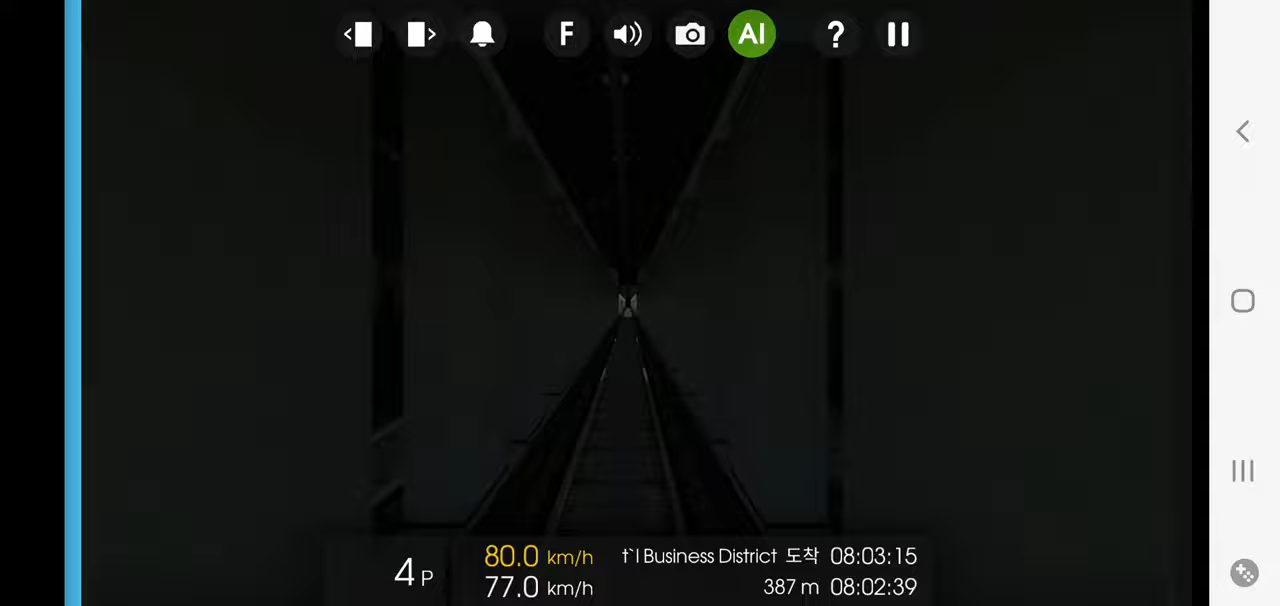 F AI ?
4 P
80.0 km/h
77.0 km/h
t`l Business District 도착 08:03:15
387 m 08:02:39